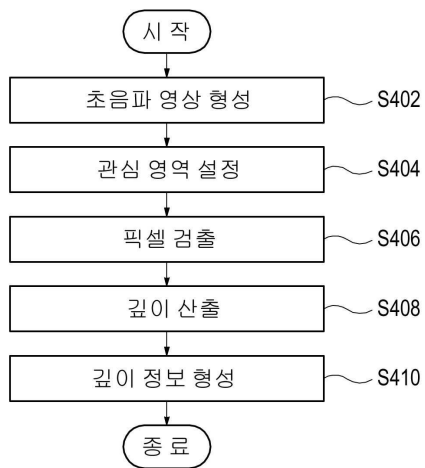 시 작
초음파 영상 형성 S402
관심 영역 설정 S404
픽셀 검출 S406
깊이 산출 S408
깊이 정보 형성 S410
종 료